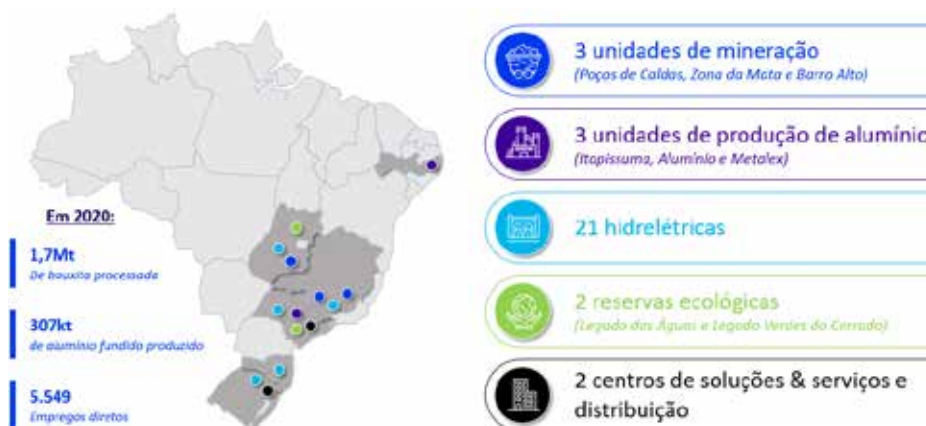 Em 2020:
1,7Mt
De bauxita processada
307kt
de alumínio fundido produzido
5.549
Empregos diretos
3 unidades de mineração
(Poços de Caldas, Zona da Mata e Barro Alto)
3 unidades de produção de alumínio
(Itapissuma, Alumínio e Metalex)
21 hidrelétricas
2 reservas ecológicas
(Legado das Águas e Legado Verdes do Cerrado)
2 centros de soluções & serviços e
distribuição